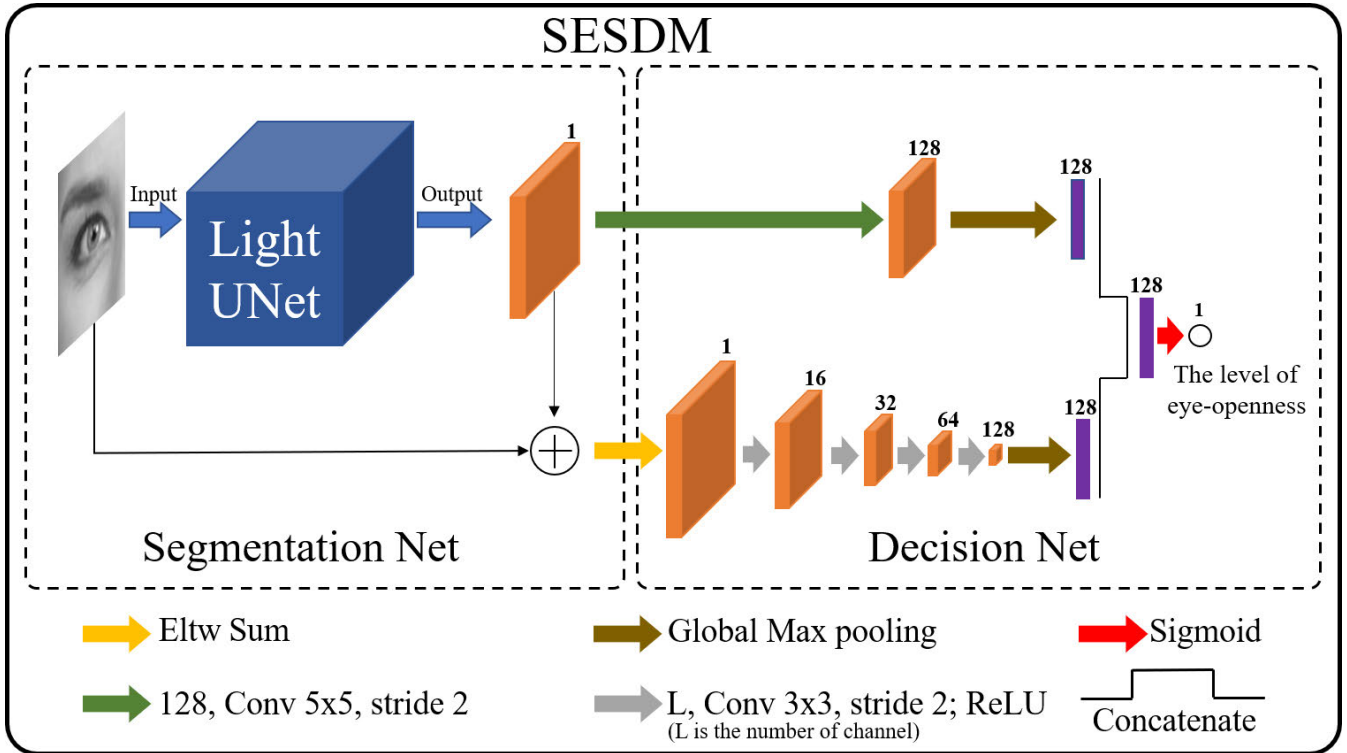 SESDM
Input
Light
UNet
Output
1
128
128
128
1
The level of
eye-openness
1
16
32
64
128
128
Segmentation Net
Decision Net
Eltw Sum
Global Max pooling
Sigmoid
128, Conv 5x5, stride 2
L, Conv 3x3, stride 2; ReLU
(L is the number of channel)
Concatenate